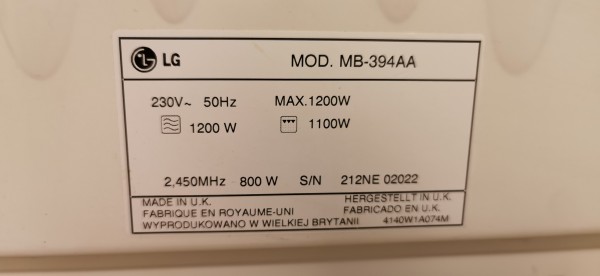 LG MOD. MB-394AA
230V~ 50Hz MAX.1200W
1200 W 1100W
2,450MHz 800 W S/N 212NE 02022
MADE IN U.K. HERGESTELLT IN U.K.
FABRIQUE EN ROYAUME-UNI FABRICADO EN U.K.
WYPRODUKOWANO W WIELKIEJ BRYTANII 4140W1A074M